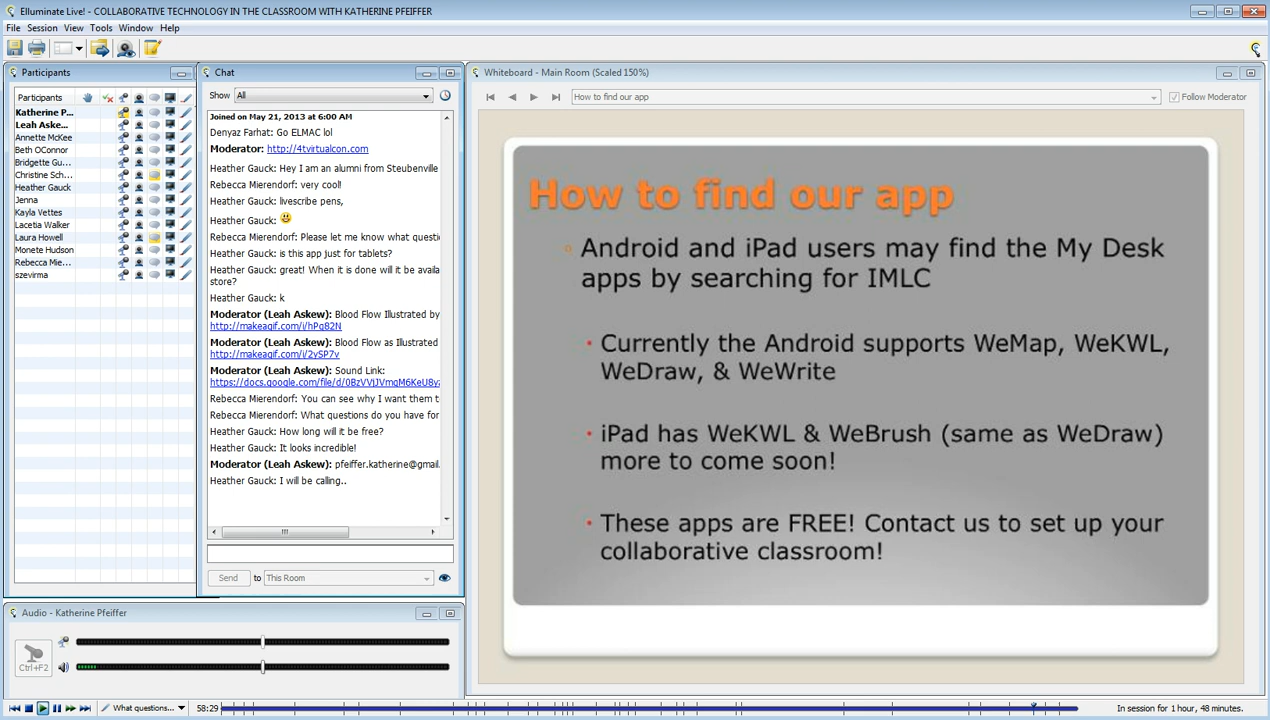 Elluminate Live! - COLLABORATIVE TECHNOLOGY IN THE CLASSROOM WITH KATHERINE PFEIFFER
File Session View Tools Window Help
Participants
Participants
Katherine P...
Leah Askew...
Annette McKee
Beth OConnor
Bridgette Gu...
Christine Sch...
Heather Gauck
Jenna
Kayla Vettes
Lacetia Walker
Laura Howell
Monete Hudson
Rebecca Mie...
szevirma
Chat
Show All
Joined on May 21, 2013 at 6:00 AM
Denyaz Farhat: Go ELMAC lol
Moderator: http://4tvirtualcon.com
Heather Gauck: Hey I am an alumni from Steubenville
Rebecca Mierendorf: very cool!
Heather Gauck: livescribe pens,
Heather Gauck:
Rebecca Mierendorf: Please let me know what questi
Heather Gauck: is this app just for tablets?
Heather Gauck: great! When it is done will it be availa
store?
Heather Gauck: k
Moderator (Leah Askew): Blood Flow Illustrated by
http://makeagif.com/i/hPq82N
Moderator (Leah Askew): Blood Flow as Illustrated
http://makeagif.com/i/2ySP7v
Moderator (Leah Askew): Sound Link:
Rebecca Mierendorf: You can see why I want them t
Rebecca Mierendorf: What questions do you have for
Heather Gauck: How long will it be free?
Heather Gauck: It looks incredible!
Moderator (Leah Askew): pfeiffer.katherine@gmail.
Heather Gauck: I will be calling..
Send to This Room
Audio - Katherine Pfeiffer
Ctrl+F2
Whiteboard - Main Room (Scaled 150%)
How to find our app
Follow Moderator
How to find our app
Android and iPad users may find the My Desk
apps by searching for IMLC
• Currently the Android supports WeMap, WeKWL,
WeDraw, & WeWrite
• iPad has WeKWL & WeBrush (same as WeDraw)
more to come soon!
• These apps are FREE! Contact us to set up your
collaborative classroom!
What questions... 58:29 In session for 1 hour, 48 minutes.